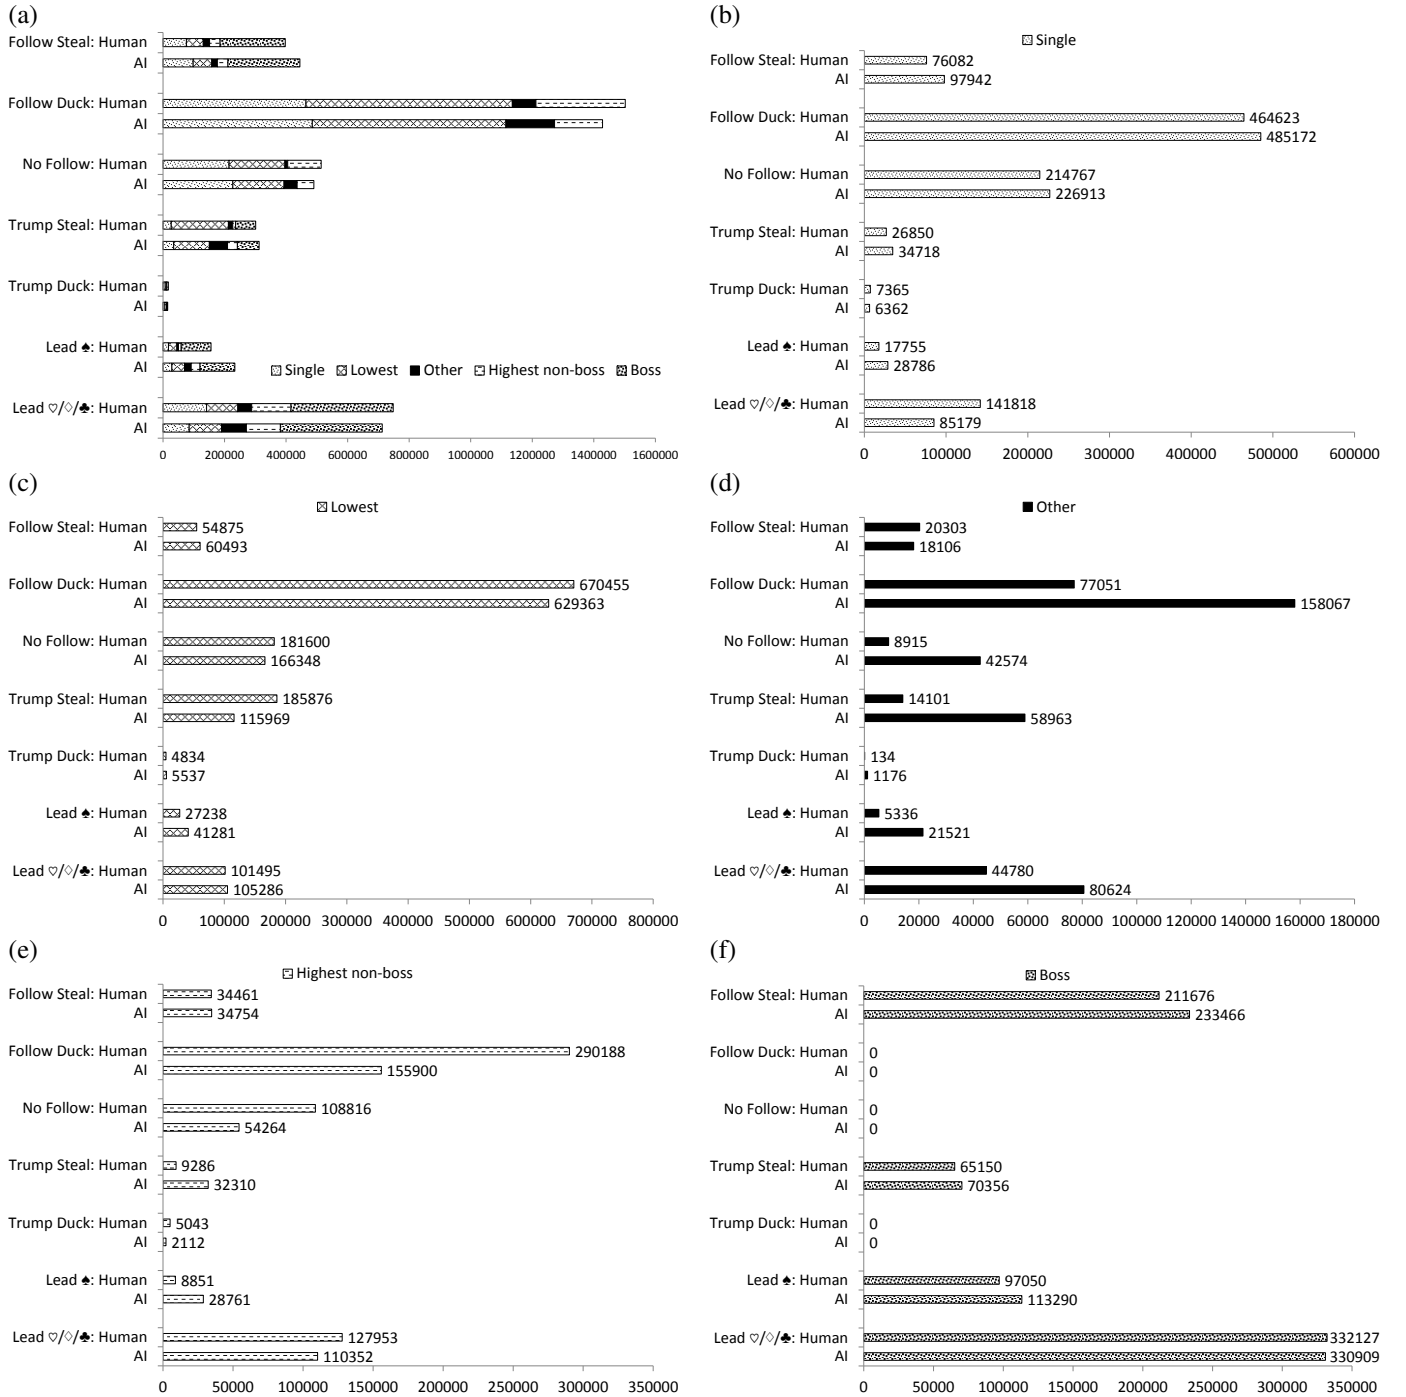 (a)
Follow Steal: Human
AI
Follow Duck: Human
AI
No Follow: Human
AI
Trump Steal: Human
AI
Trump Duck: Human
AI
Lead ♠: Human
AI
Single Lowest Other Highest non-boss Boss
Lead ♡/♢/♣: Human
AI
0 200000 400000 600000 800000 1000000 1200000 1400000 1600000
(b)
Single
Follow Steal: Human 76082
AI 97942
Follow Duck: Human 464623
AI 485172
No Follow: Human 214767
AI 226913
Trump Steal: Human 26850
AI 34718
Trump Duck: Human 7365
AI 6362
Lead ♠: Human 17755
AI 28786
Lead ♡/♢/♣: Human 141818
AI 85179
0 100000 200000 300000 400000 500000 600000
(c)
Lowest
Follow Steal: Human 54875
AI 60493
Follow Duck: Human 670455
AI 629363
No Follow: Human 181600
AI 166348
Trump Steal: Human 185876
AI 115969
Trump Duck: Human 4834
AI 5537
Lead ♠: Human 27238
AI 41281
Lead ♡/♢/♣: Human 101495
AI 105286
0 100000 200000 300000 400000 500000 600000 700000 800000
(d)
Other
Follow Steal: Human 20303
AI 18106
Follow Duck: Human 77051
AI 158067
No Follow: Human 8915
AI 42574
Trump Steal: Human 14101
AI 58963
Trump Duck: Human 134
AI 1176
Lead ♠: Human 5336
AI 21521
Lead ♡/♢/♣: Human 44780
AI 80624
0 20000 40000 60000 80000 100000 120000 140000 160000 180000
(e)
Highest non-boss
Follow Steal: Human 34461
AI 34754
Follow Duck: Human 290188
AI 155900
No Follow: Human 108816
AI 54264
Trump Steal: Human 9286
AI 32310
Trump Duck: Human 5043
AI 2112
Lead ♠: Human 8851
AI 28761
Lead ♡/♢/♣: Human 127953
AI 110352
0 50000 100000 150000 200000 250000 300000 350000
(f)
Boss
Follow Steal: Human 211676
AI 233466
Follow Duck: Human 0
AI 0
No Follow: Human 0
AI 0
Trump Steal: Human 65150
AI 70356
Trump Duck: Human 0
AI 0
Lead ♠: Human 97050
AI 113290
Lead ♡/♢/♣: Human 332127
AI 330909
0 50000 100000 150000 200000 250000 300000 350000